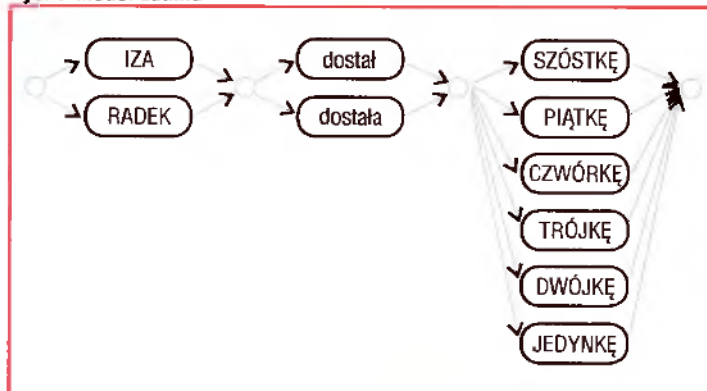 IZA dostał SZÓSTKĘ
RADEK dostała PIĄTKĘ
CZWÓRKĘ
TRÓJKĘ
DWÓJKĘ
JEDYNKĘ